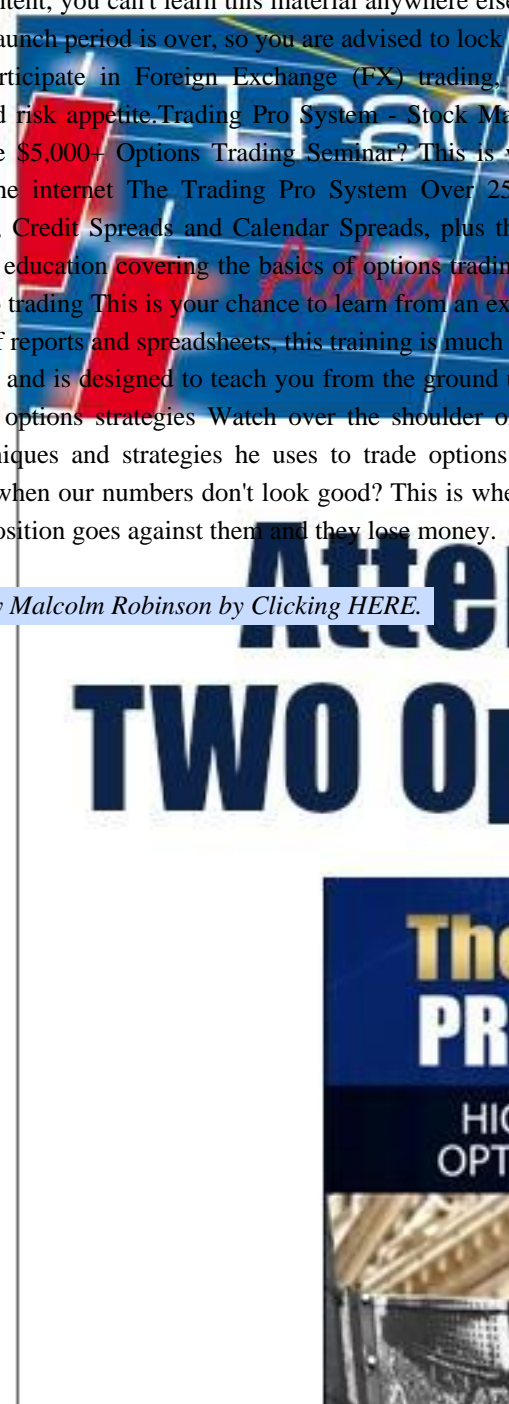 tent, you can't learn this material anywhere else
aunch period is over, so you are advised to lock
rticipate in Foreign Exchange (FX) trading,
d risk appetite.Trading Pro System - Stock Ma
e $5,000+ Options Trading Seminar? This is v
he internet The Trading Pro System Over 25
, Credit Spreads and Calendar Spreads, plus th
education covering the basics of options tradin
o trading This is your chance to learn from an ex
f reports and spreadsheets, this training is much
and is designed to teach you from the ground u
options strategies Watch over the shoulder o
niques and strategies he uses to trade options
when our numbers don't look good? This is whe
osition goes against them and they lose money.
y Malcolm Robinson by Clicking HERE.
Tra
Advanc
Atte
TWO Op
The
PR
HIG
OPT